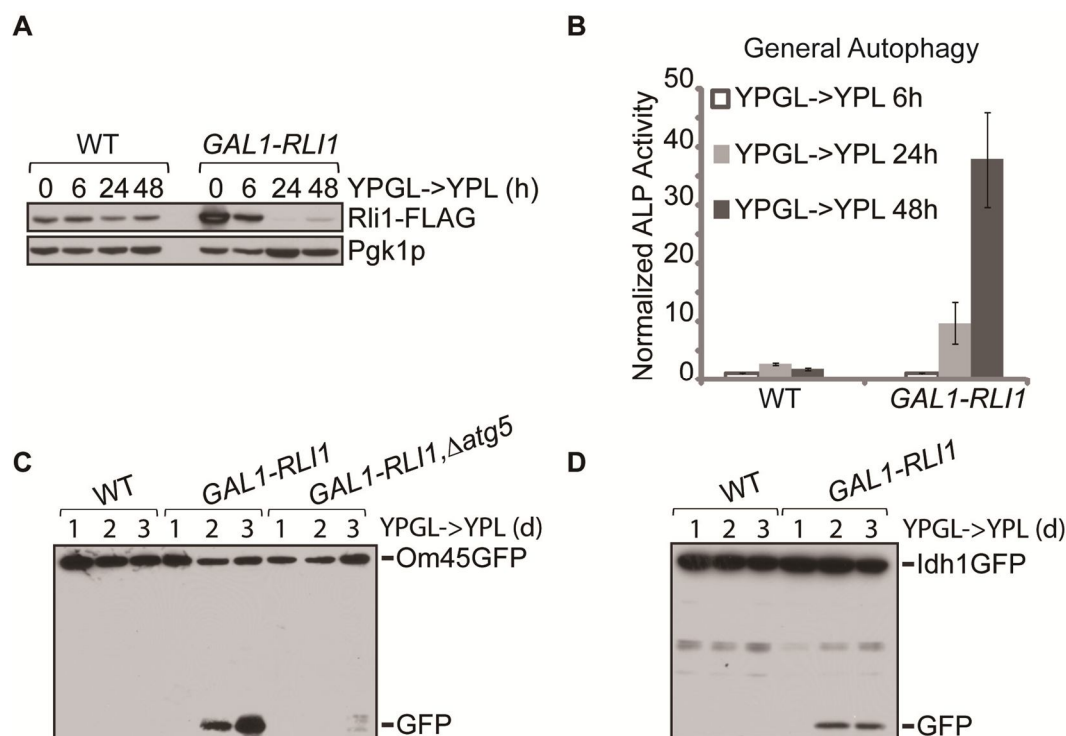 A
WT GAL1-RLI1
0 6 24 48 0 6 24 48 YPGL->YPL (h)
Rli1-FLAG
Pgk1p
B
General Autophagy
Normalized ALP Activity
50
40
30
20
10
0
YPGL->YPL 6h
YPGL->YPL 24h
YPGL->YPL 48h
WT GAL1-RLI1
C
WT GAL1-RLI1 GAL1-RLI1,Δatg5
1 2 3 1 2 3 1 2 3 YPGL->YPL (d)
-Om45GFP
-GFP
D
WT GAL1-RLI1
1 2 3 1 2 3 YPGL->YPL (d)
-Idh1GFP
-GFP